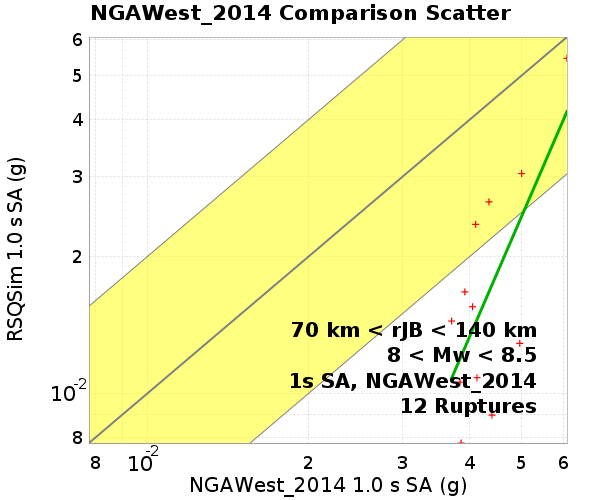 NGAWest_2014 Comparison Scatter
RSQSim 1.0 s SA (g)
6
5
4
3
2
10-2
8
70 km < rJB < 140 km
8 < Mw < 8.5
1s SA, NGAWest_2014
12 Ruptures
8 10-2 2 3 4 5 6
NGAWest_2014 1.0 s SA (g)